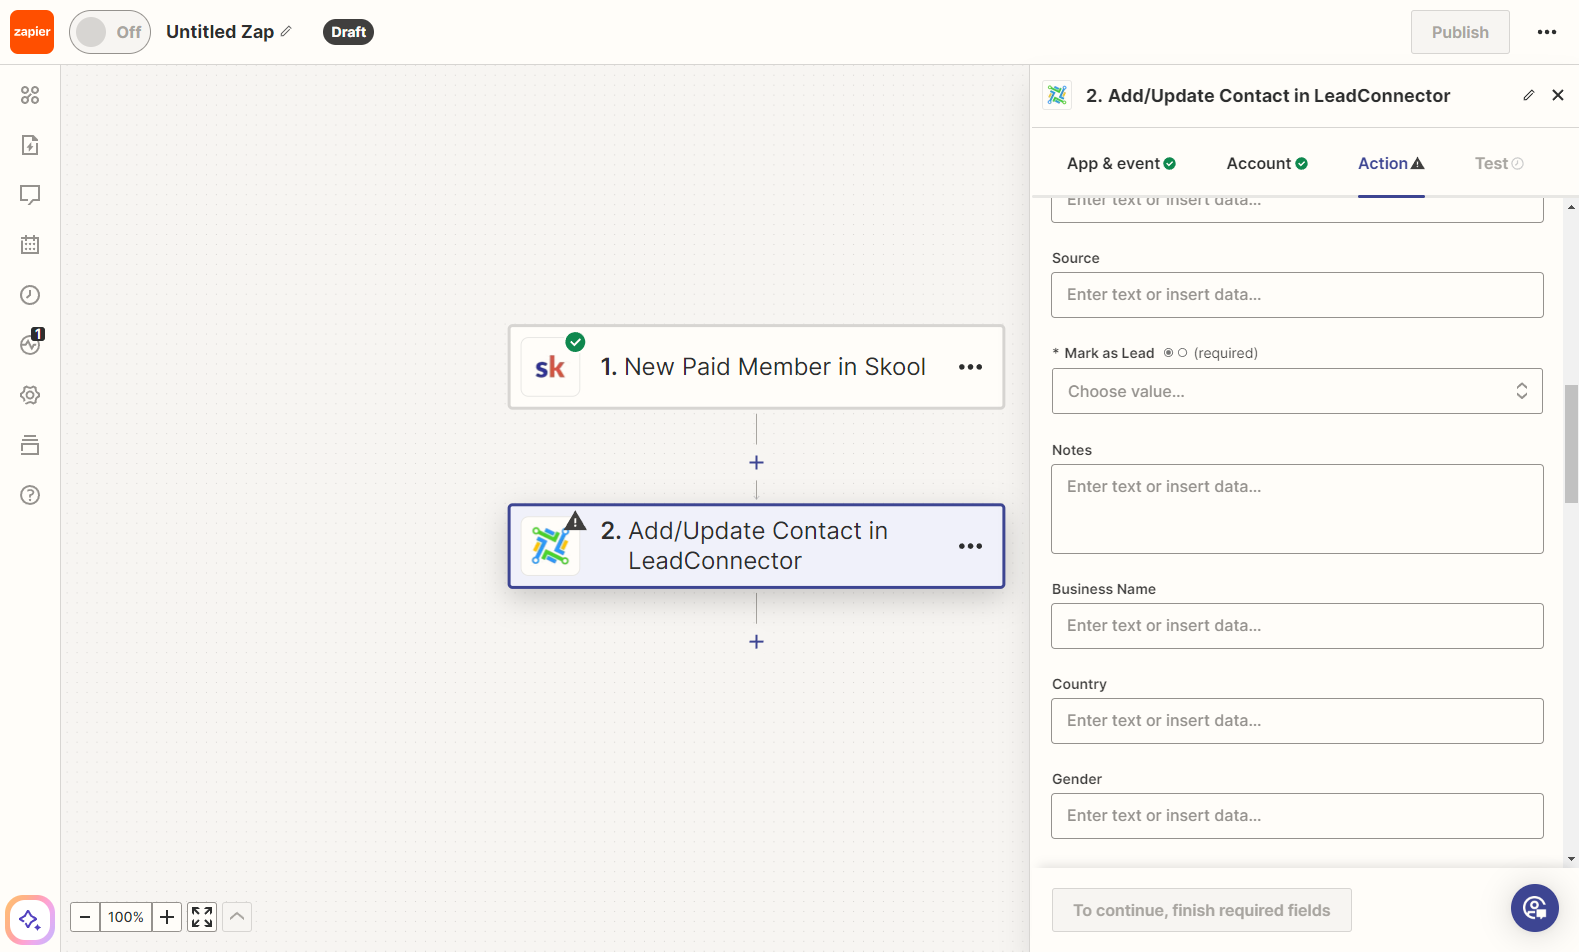 zapier
Off
Untitled Zap
Draft
Publish
1
sk
1. New Paid Member in Skool
2. Add/Update Contact in
LeadConnector
100%
2. Add/Update Contact in LeadConnector
App & event
Account
Action
Test
Enter text or insert data...
Source
Enter text or insert data...
* Mark as Lead (required)
Choose value...
Notes
Enter text or insert data...
Business Name
Enter text or insert data...
Country
Enter text or insert data...
Gender
Enter text or insert data...
To continue, finish required fields